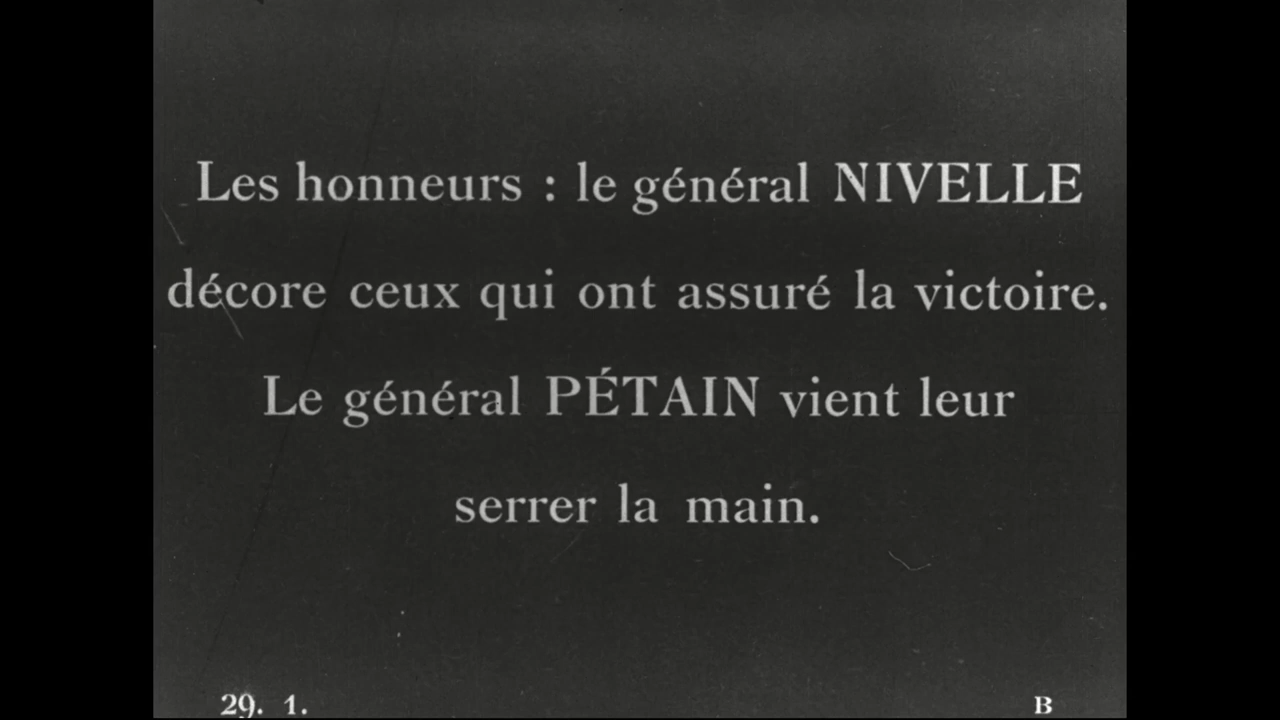 Les honneurs : le général NIVELLE
décore ceux qui ont assuré la victoire.
Le général PÉTAIN vient leur
serrer la main.
29. 1.
B